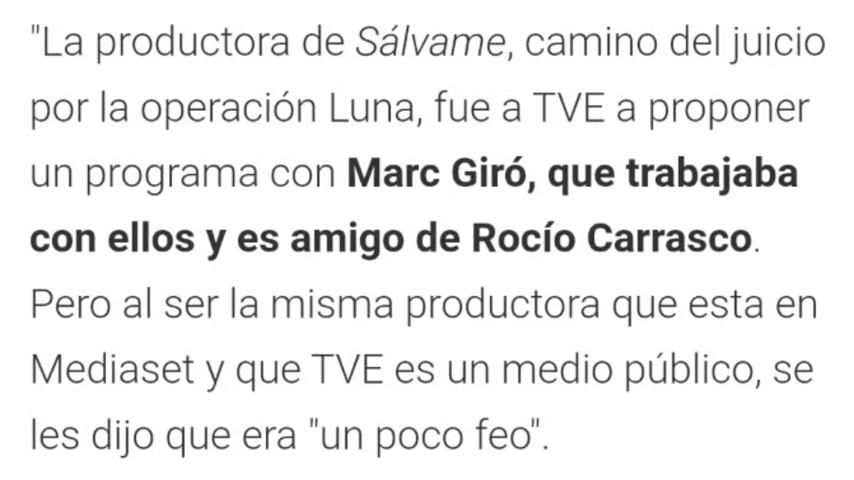 "La productora de Sálvame, camino del juicio
por la operación Luna, fue a TVE a proponer
un programa con Marc Giró, que trabajaba
con ellos y es amigo de Rocío Carrasco.
Pero al ser la misma productora que esta en
Mediaset y que TVE es un medio público, se
les dijo que era "un poco feo".